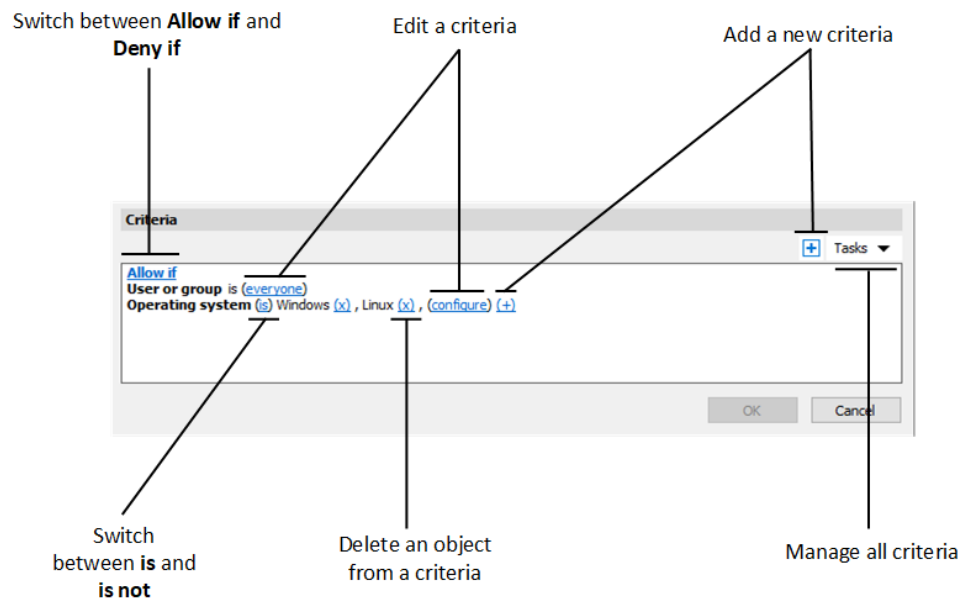 Switch between Allow if and
Deny if
Edit a criteria
Add a new criteria
Criteria
Tasks
Allow if
User or group is (everyone)
Operating system (is) Windows (x) , Linux (x) , (configure) (+)
OK
Cancel
Switch
between is and
is not
Delete an object
from a criteria
Manage all criteria